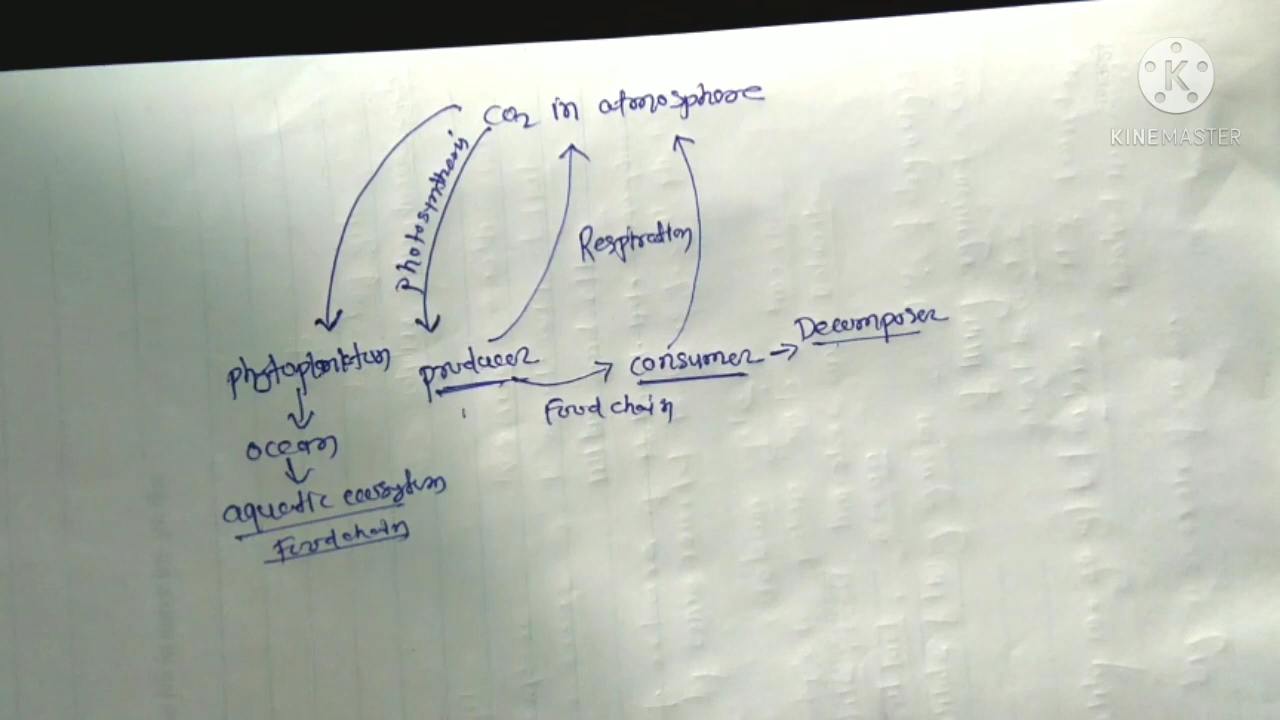 CO2 in atmosphere
Photosynthesis
Respiration
phytoplankton
producer
consumer
Decomposer
Food chain
ocean
aquatic ecosystem
Food chain
KINEMASTER